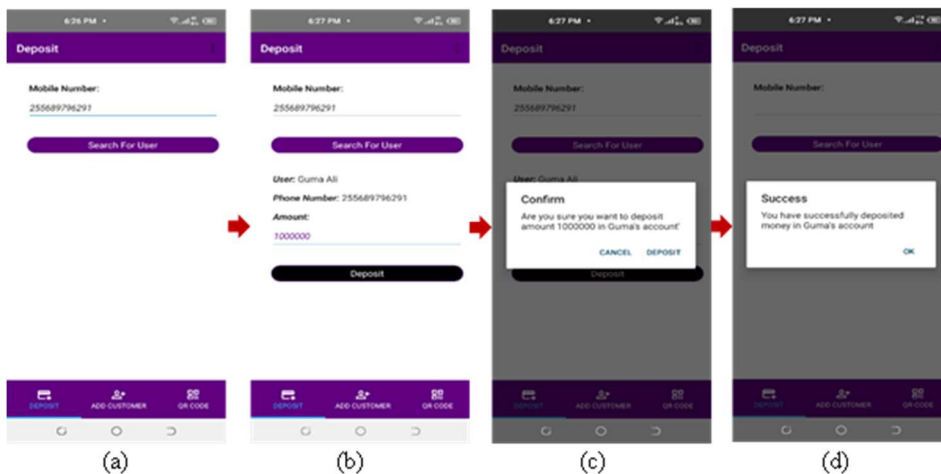 6:26 PM
Deposit
Mobile Number:
255689796291
Search For User
DEPOSIT
ADD CUSTOMER
QR CODE
(a)
6:27 PM
Deposit
Mobile Number:
255689796291
Search For User
User: Guma Ali
Phone Number: 255689796291
Amount:
1000000
Deposit
DEPOSIT
ADD CUSTOMER
QR CODE
(b)
6:27 PM
Deposit
Mobile Number:
255689796291
Search For User
User: Guma Ali
Confirm
Are you sure you want to deposit
amount 1000000 in Guma's account'
CANCEL DEPOSIT
Deposit
DEPOSIT
ADD CUSTOMER
QR CODE
(c)
6:27 PM
Deposit
Mobile Number:
Search For User
Success
You have successfully deposited
money in Guma's account
OK
DEPOSIT
ADD CUSTOMER
QR CODE
(d)